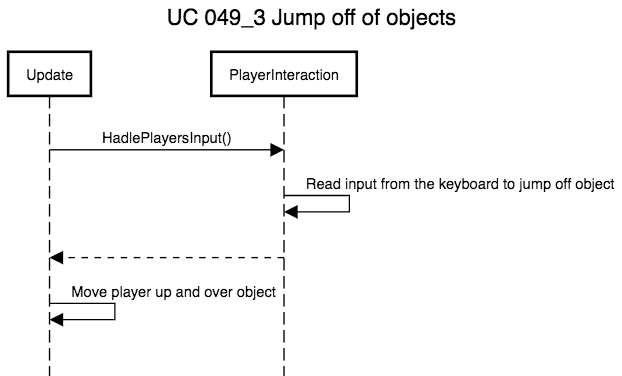 UC 049_3 Jump off of objects
Update
PlayerInteraction
HadlePlayersInput()
Read input from the keyboard to jump off object
Move player up and over object